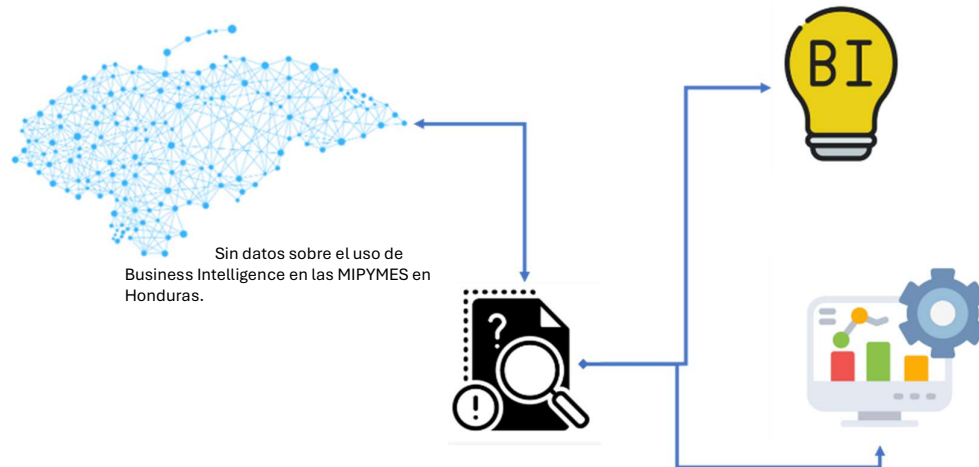 BI
Sin datos sobre el uso de
Business Intelligence en las MIPYMES en
Honduras.
?
!